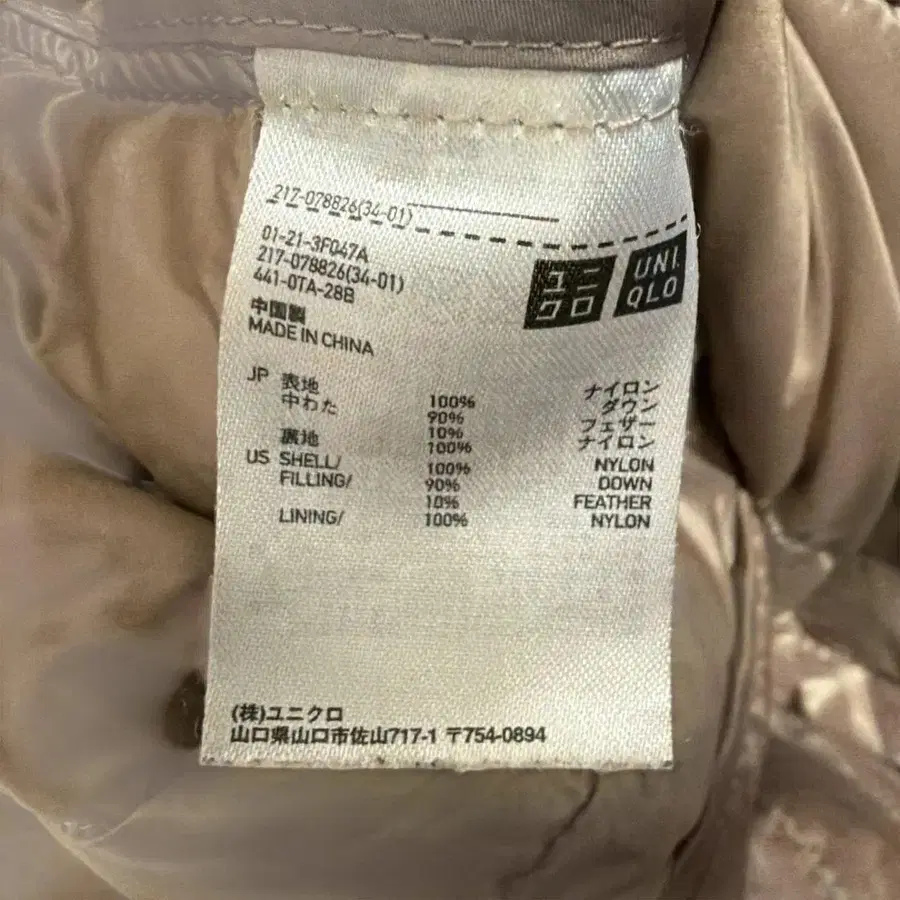 217-078826(34-01)
01-21-3F047A
217-078826(34-01)
441-0TA-28B
中国製
MADE IN CHINA
ユニ
クロ
UNI
QLO
JP 表地 100% ナイロン
中わた 90% ダウン
10% フェザー
裏地 100% ナイロン
US SHELL/ 100% NYLON
FILLING/ 90% DOWN
10% FEATHER
LINING/ 100% NYLON
(株)ユニクロ
山口県山口市佐山717-1 〒754-0894